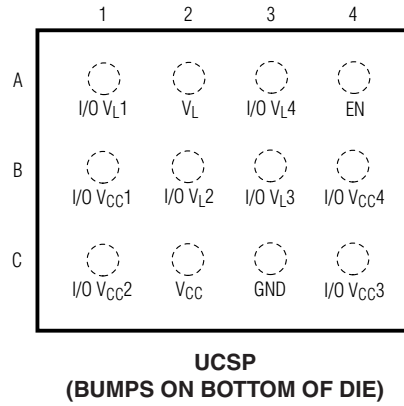 1 2 3 4
A
I/O VL1 VL I/O VL4 EN
B
I/O VCC1 I/O VL2 I/O VL3 I/O VCC4
C
I/O VCC2 VCC GND I/O VCC3
UCSP
(BUMPS ON BOTTOM OF DIE)